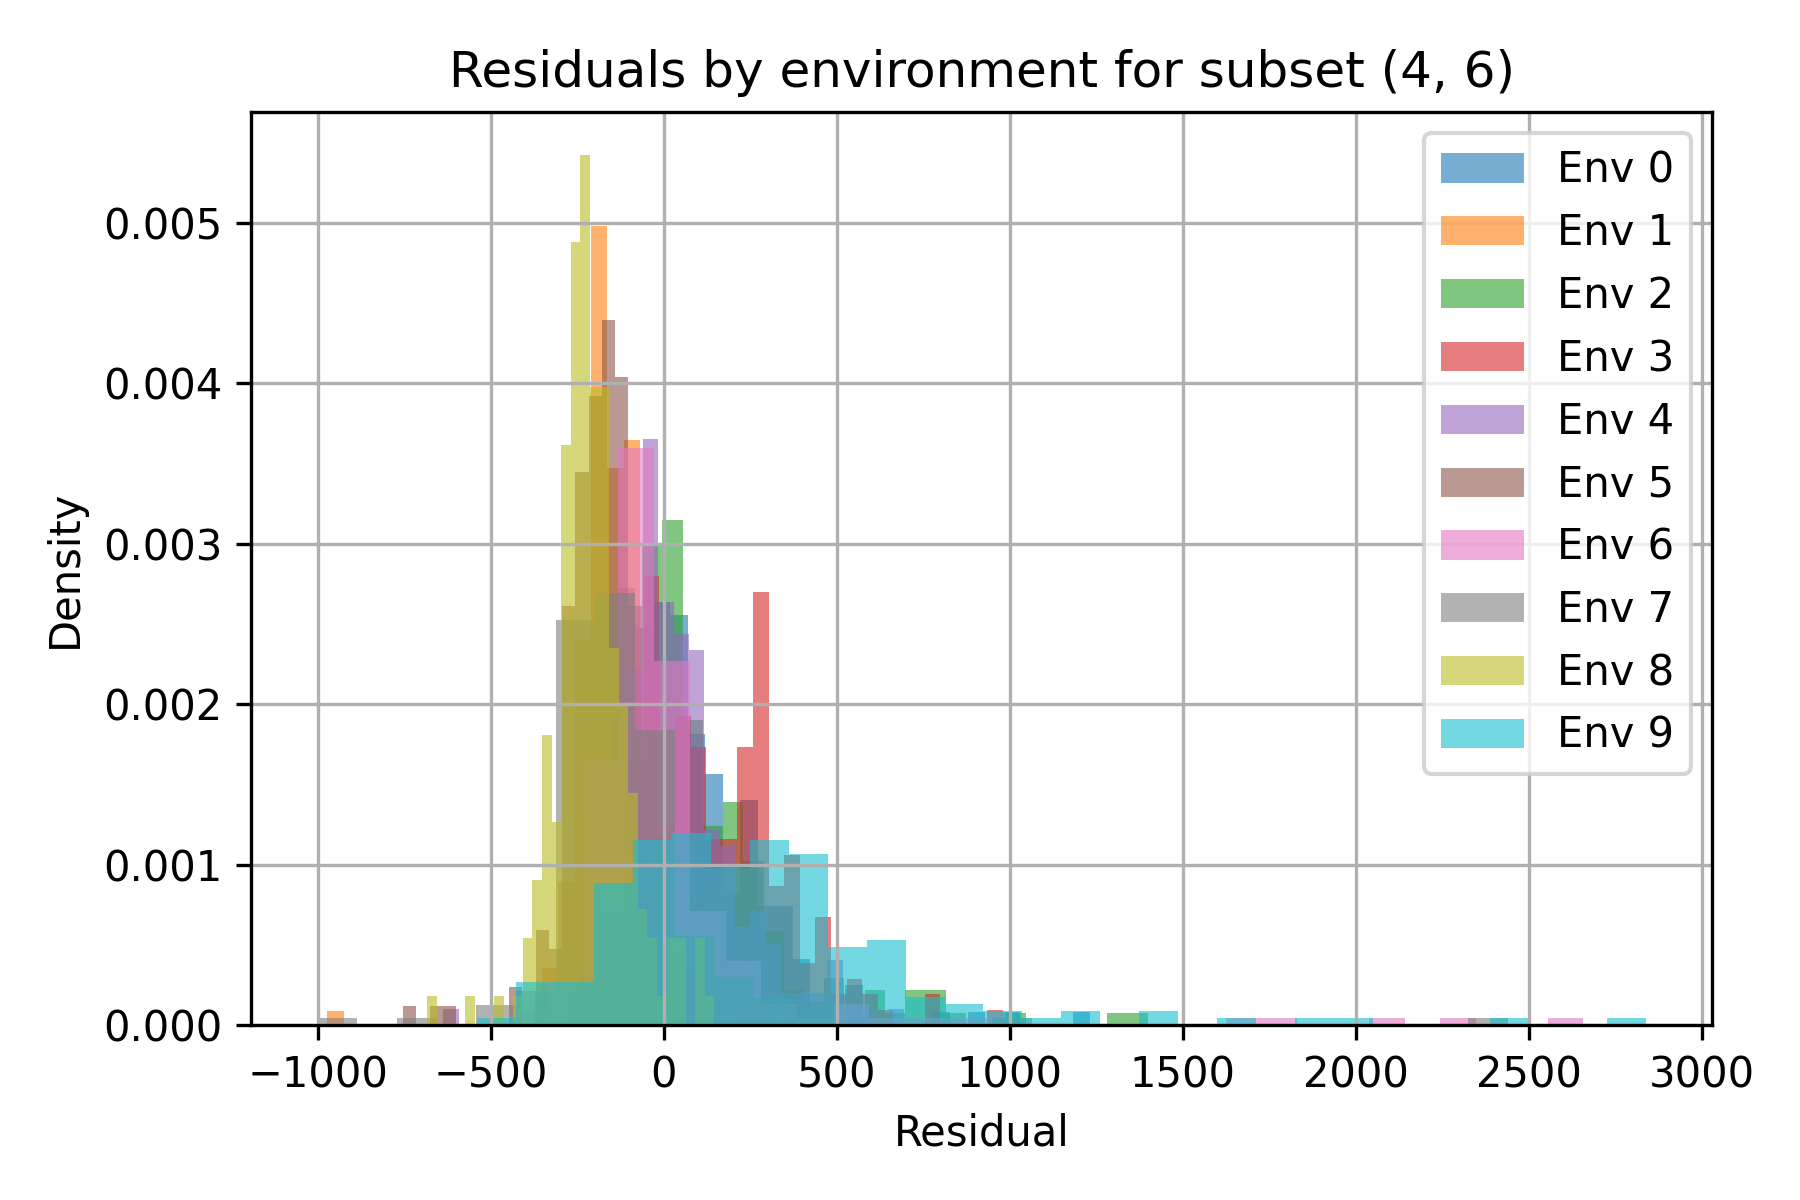 Residuals by environment for subset (4, 6)
Density
0.005
0.004
0.003
0.002
0.001
0.000
−1000
−500
0
500
1000
1500
2000
2500
3000
Residual
Env 0
Env 1
Env 2
Env 3
Env 4
Env 5
Env 6
Env 7
Env 8
Env 9